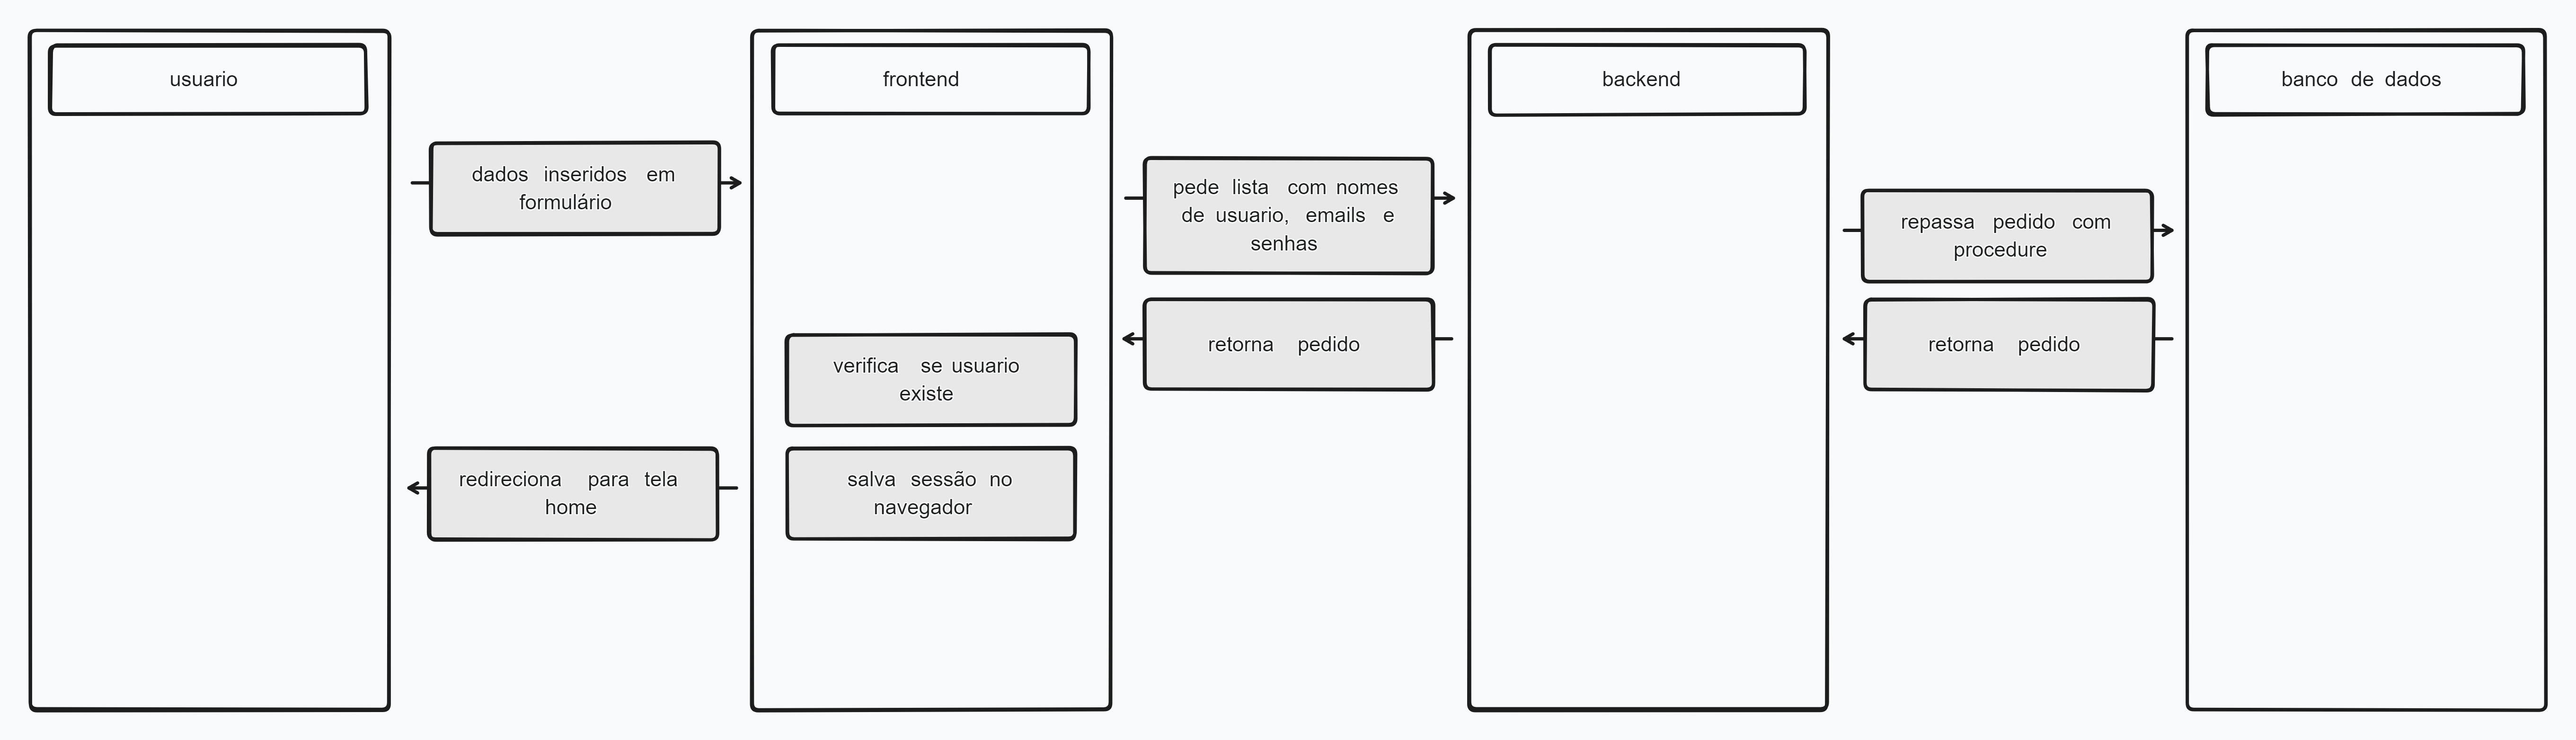 usuario
frontend
backend
banco de dados
dados inseridos em
formulário
pede lista com nomes
de usuario, emails e
senhas
repassa pedido com
procedure
retorna pedido
retorna pedido
verifica se usuario
existe
redireciona para tela
home
salva sessão no
navegador